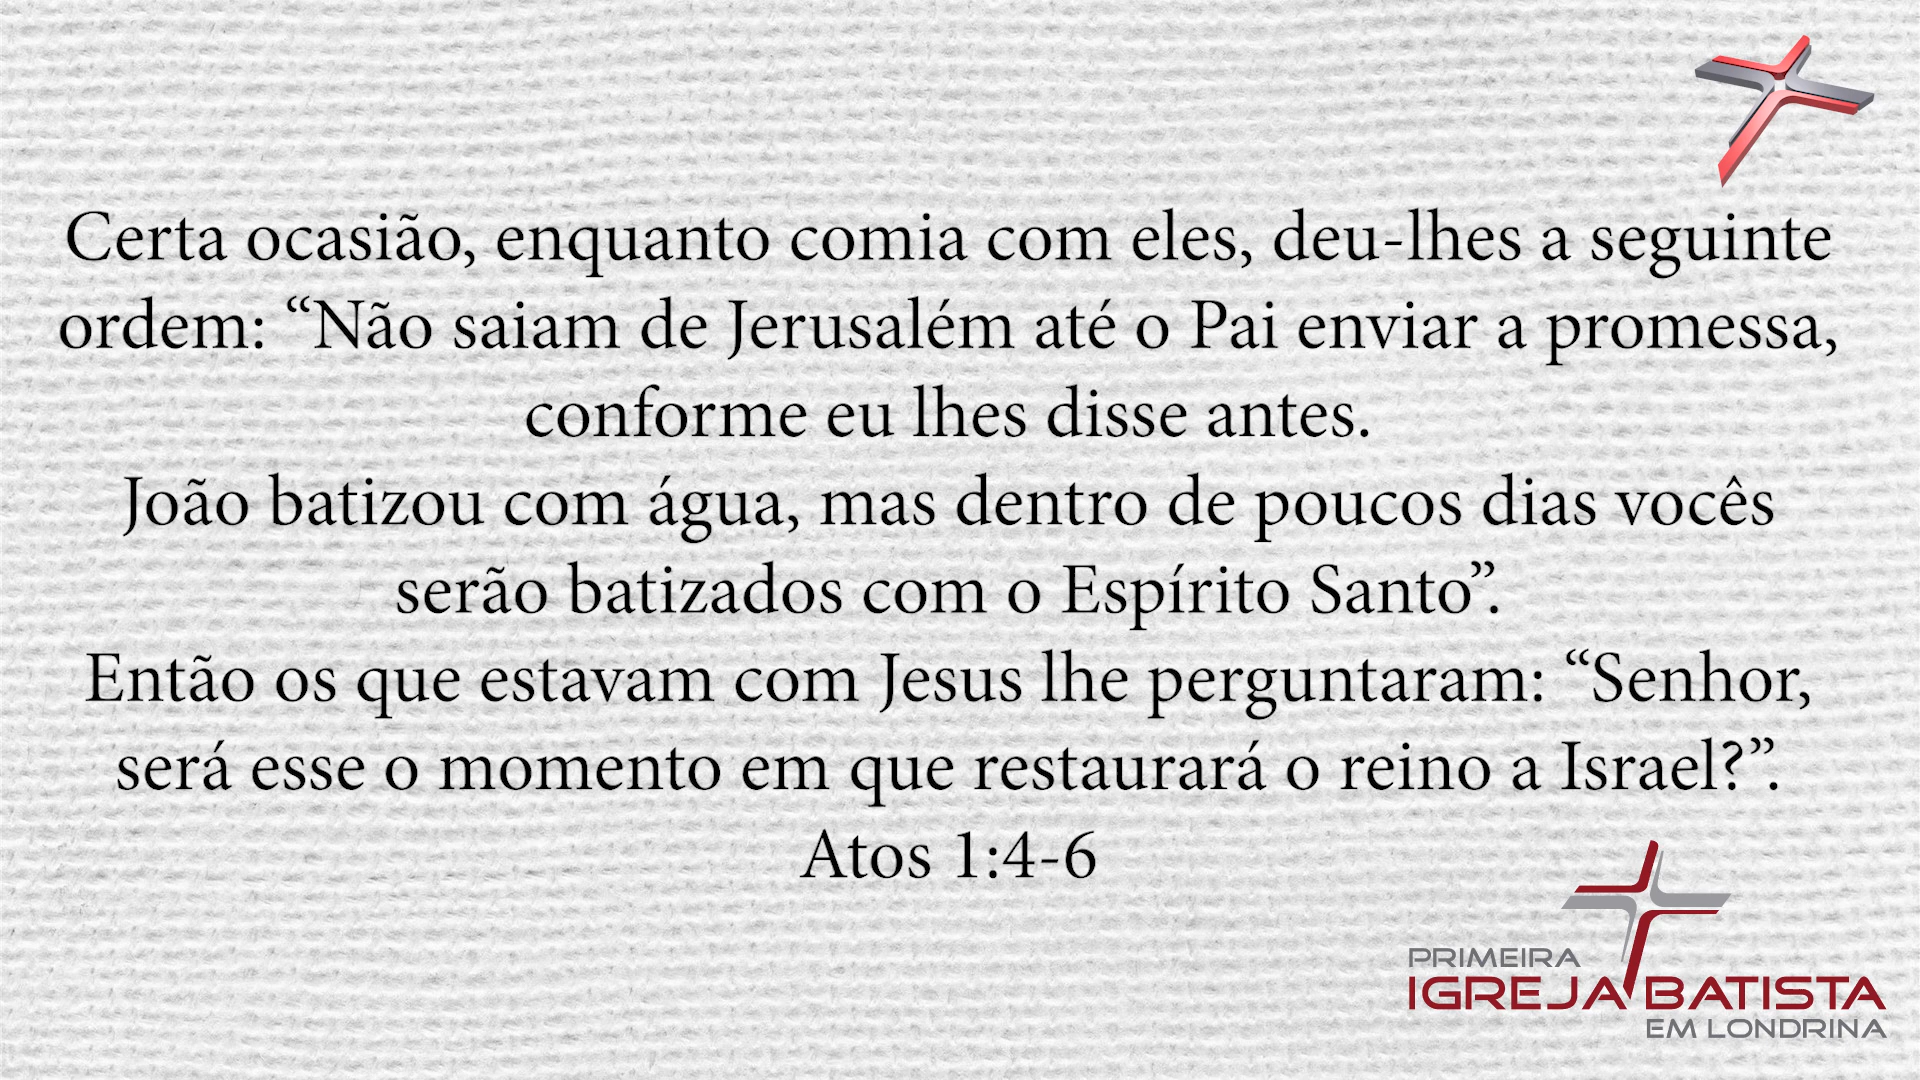 Certa ocasião, enquanto comia com eles, deu-lhes a seguinte
ordem: “Não saiam de Jerusalém até o Pai enviar a promessa,
conforme eu lhes disse antes.
João batizou com água, mas dentro de poucos dias vocês
serão batizados com o Espírito Santo”.
Então os que estavam com Jesus lhe perguntaram: “Senhor,
será esse o momento em que restaurará o reino a Israel?”.
Atos 1:4-6
PRIMEIRA
IGREJA BATISTA
EM LONDRINA